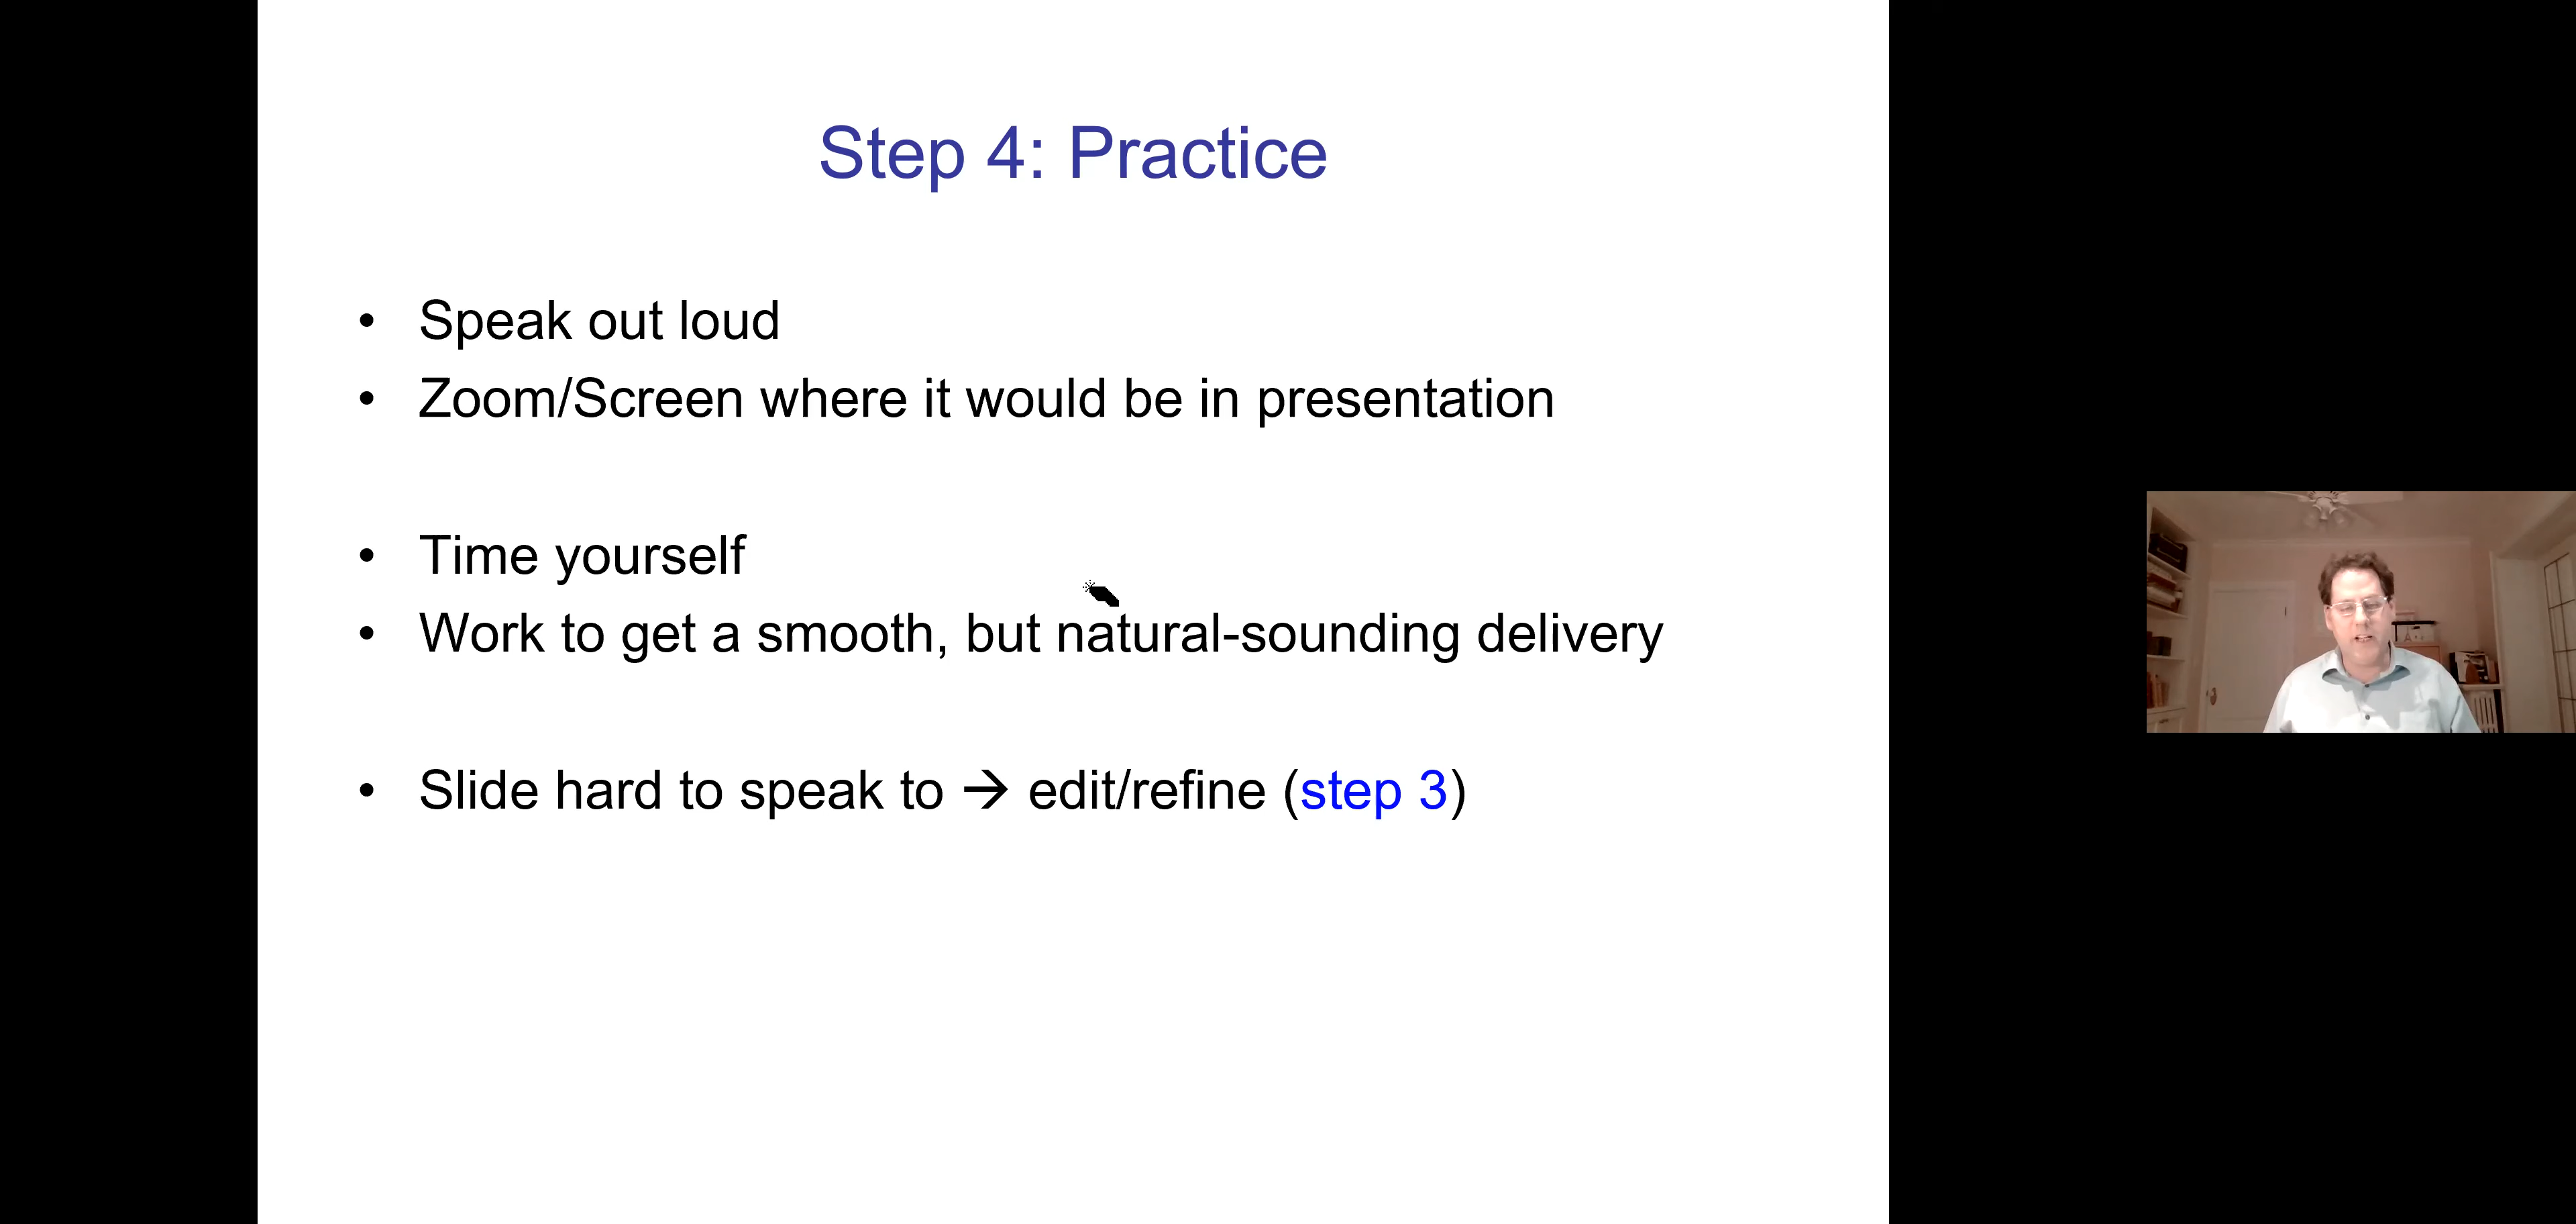 Step 4: Practice
• Speak out loud
• Zoom/Screen where it would be in presentation
• Time yourself
• Work to get a smooth, but natural-sounding delivery
• Slide hard to speak to → edit/refine (step 3)